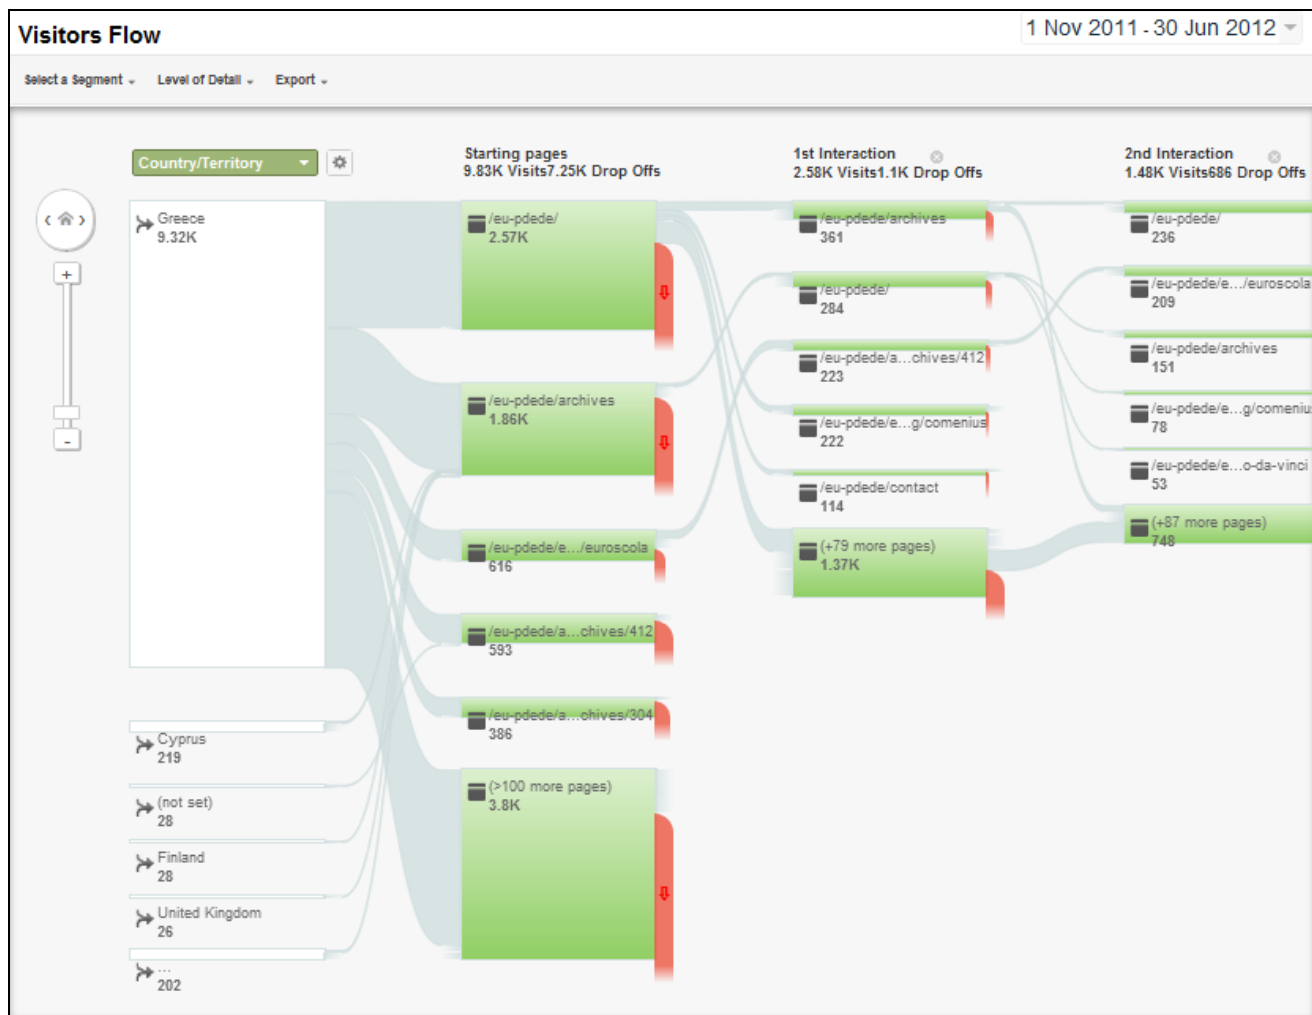 Visitors Flow
1 Nov 2011 - 30 Jun 2012
Select a Segment
Level of Detail
Export
Country/Territory
Starting pages
9.83K Visits7.25K Drop Offs
1st Interaction
2.58K Visits1.1K Drop Offs
2nd Interaction
1.48K Visits686 Drop Offs
Greece
9.32K
Cyprus
219
(not set)
28
Finland
28
United Kingdom
26
...
202
/eu-pdede/
2.57K
/eu-pdede/archives
1.86K
/eu-pdede/e.../euroscola
616
/eu-pdede/a...chives/412
593
/eu-pdede/a...chives/304
386
(>100 more pages)
3.8K
/eu-pdede/archives
361
/eu-pdede/
284
/eu-pdede/a...chives/412
223
/eu-pdede/e...g/comenius
222
/eu-pdede/contact
114
(+79 more pages)
1.37K
/eu-pdede/
236
/eu-pdede/e.../euroscola
209
/eu-pdede/archives
151
/eu-pdede/e...g/comeniu
78
/eu-pdede/e...o-da-vinci
53
(+87 more pages)
748